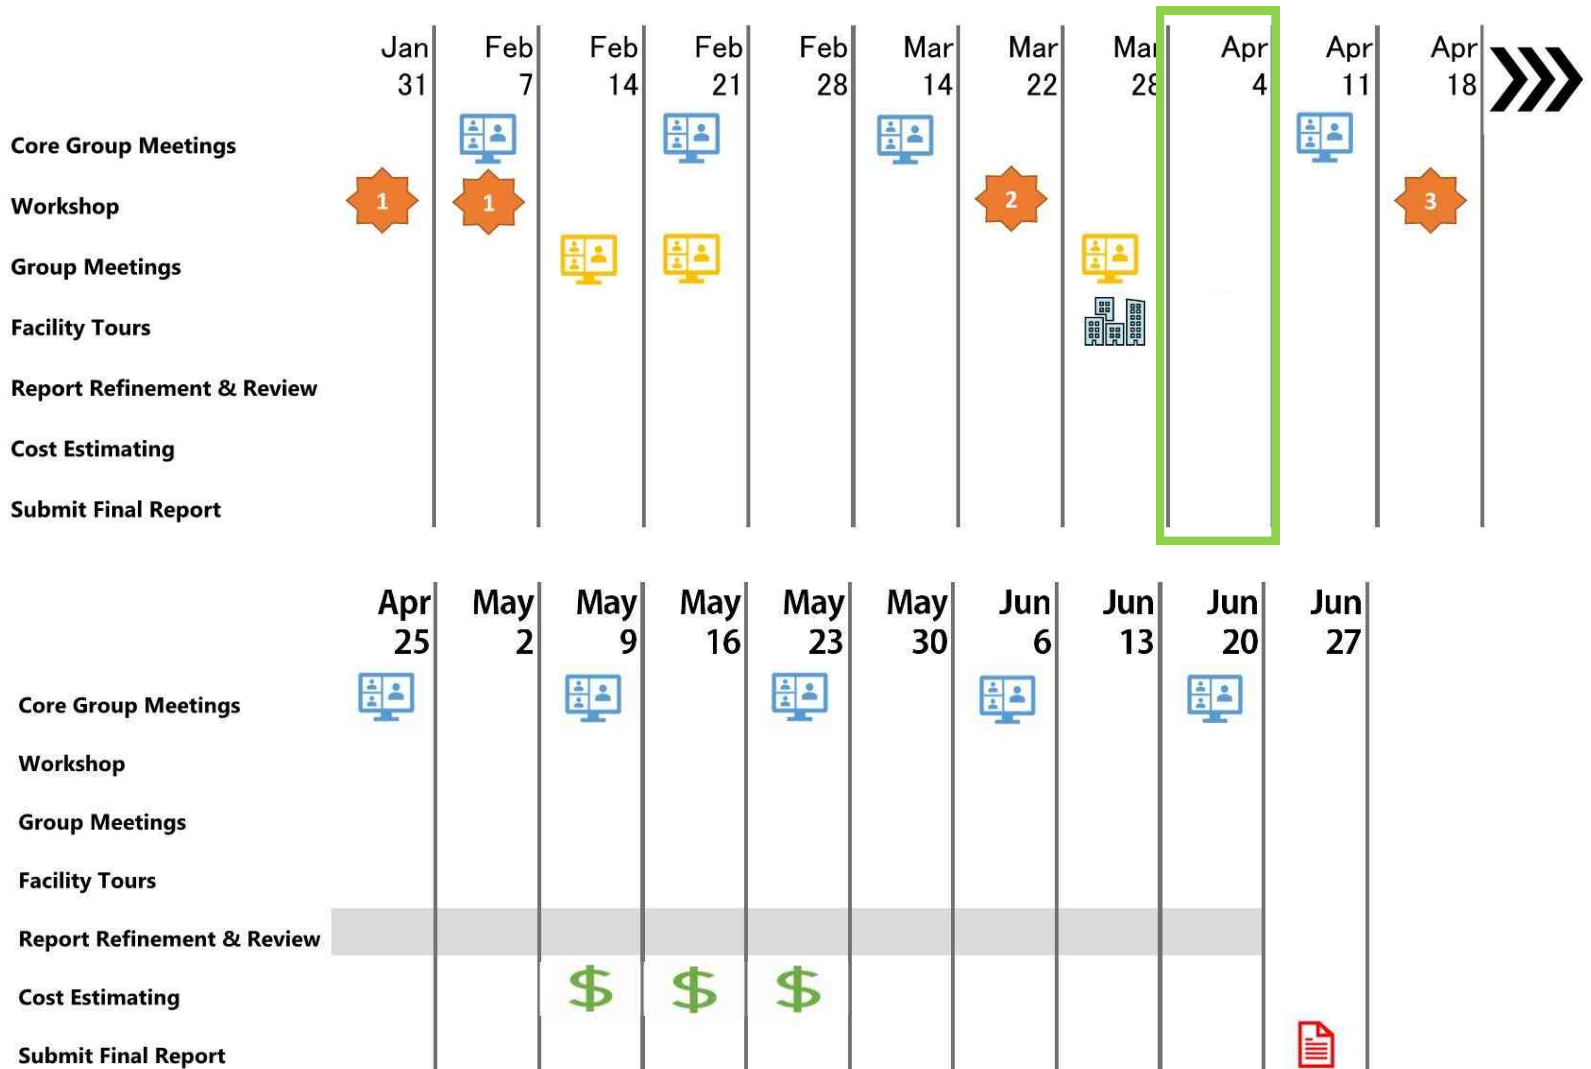 Jan Feb Feb Feb Feb Mar Mar Mar Apr Apr Apr
31 7 14 21 28 14 22 28 4 11 18
Core Group Meetings
Workshop 1 1 2 3
Group Meetings
Facility Tours
Report Refinement & Review
Cost Estimating
Submit Final Report
Apr May May May May May Jun Jun Jun Jun
25 2 9 16 23 30 6 13 20 27
Core Group Meetings
Workshop
Group Meetings
Facility Tours
Report Refinement & Review
Cost Estimating $ $ $
Submit Final Report